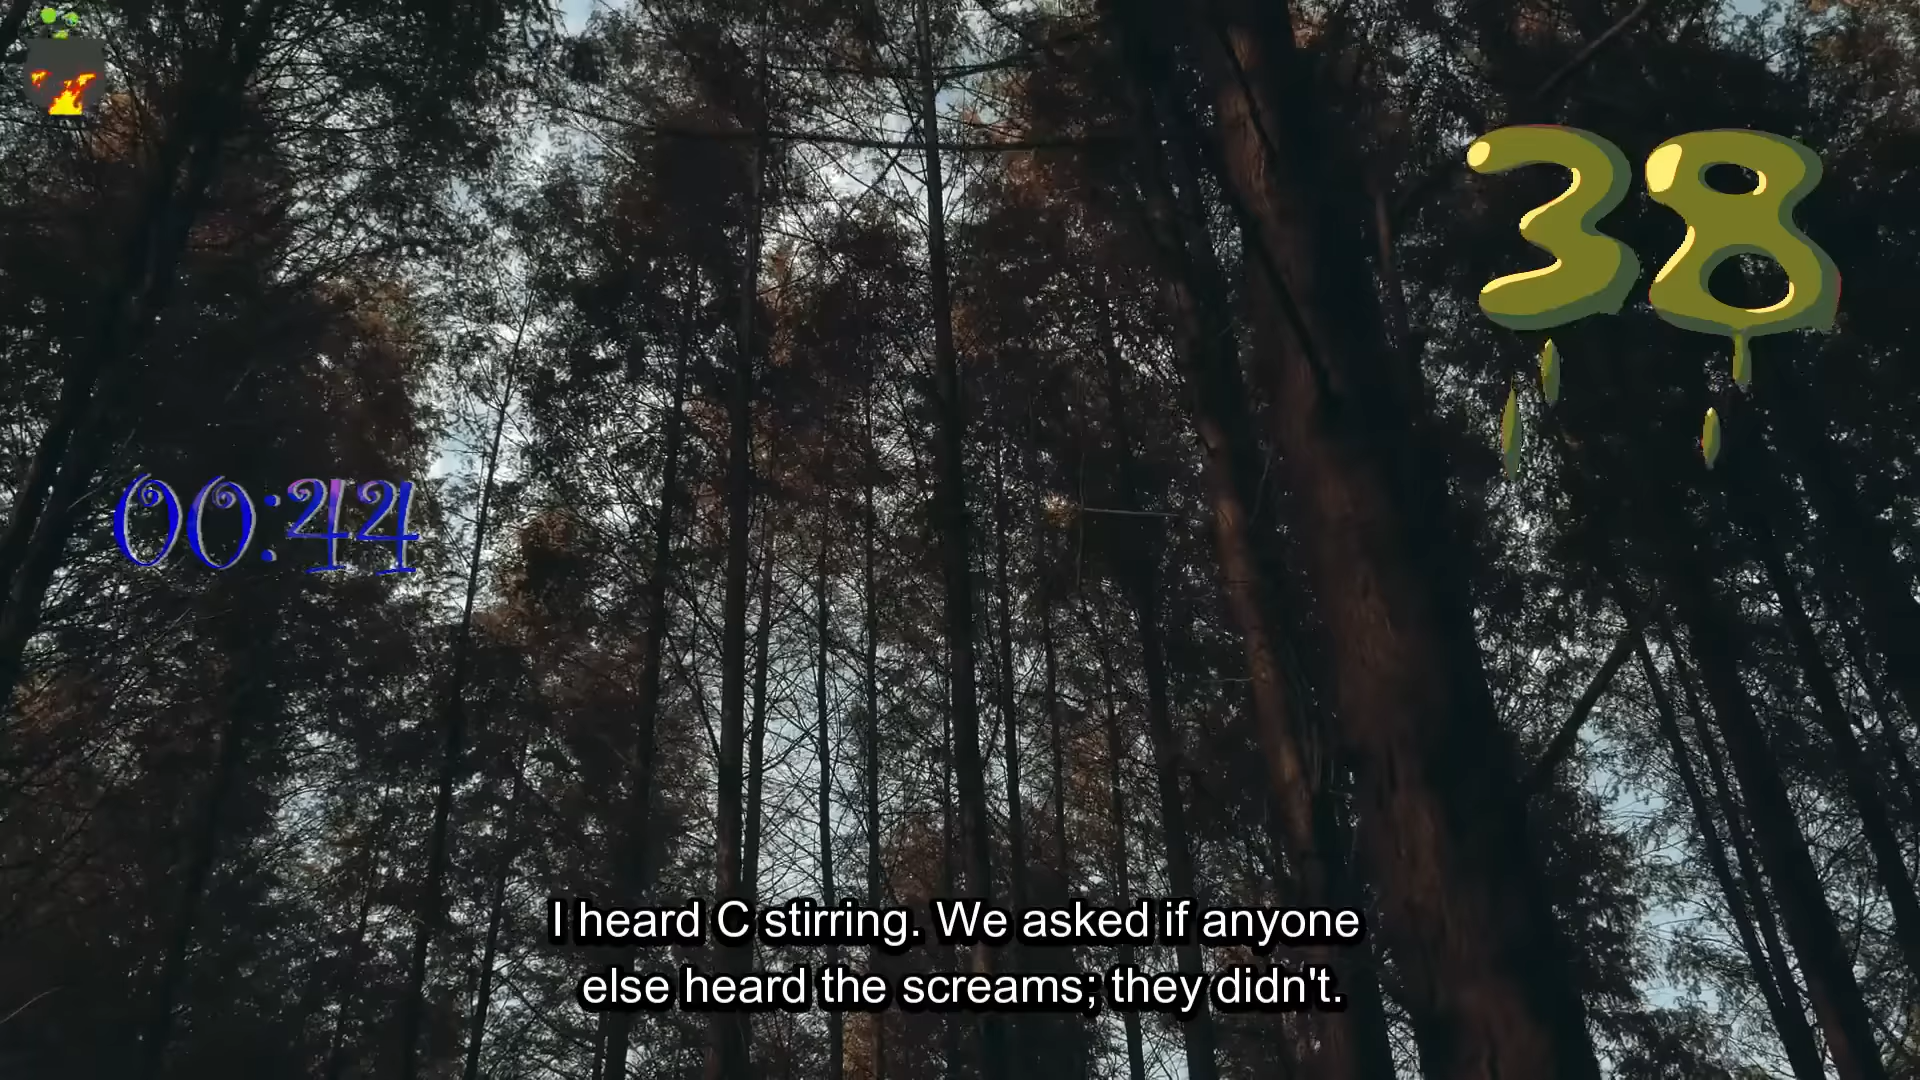 38
00:44
I heard C stirring. We asked if anyone
else heard the screams; they didn't.